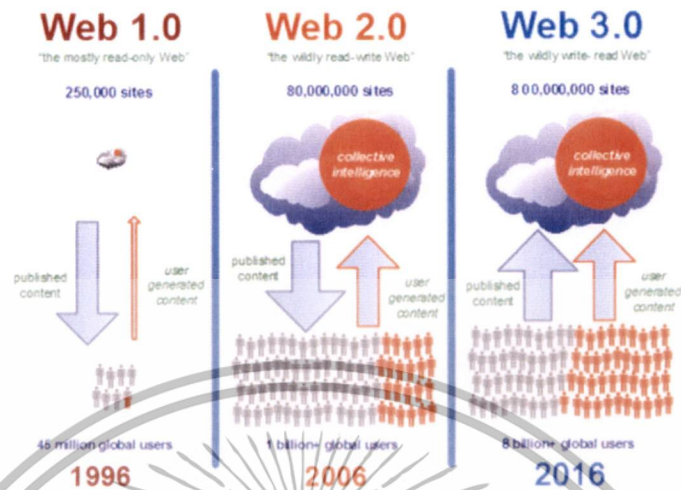 Web 1.0
"the mostly read-only Web"
250,000 sites
published
content
user
generated
content
45 million global users
1996
Web 2.0
"the wildly read-write Web"
80,000,000 sites
collective
intelligence
published
content
user
generated
content
1 billion+ global users
2006
Web 3.0
"the wildly write- read Web"
800,000,000 sites
collective
intelligence
published
content
user
generated
content
8 billion+ global users
2016